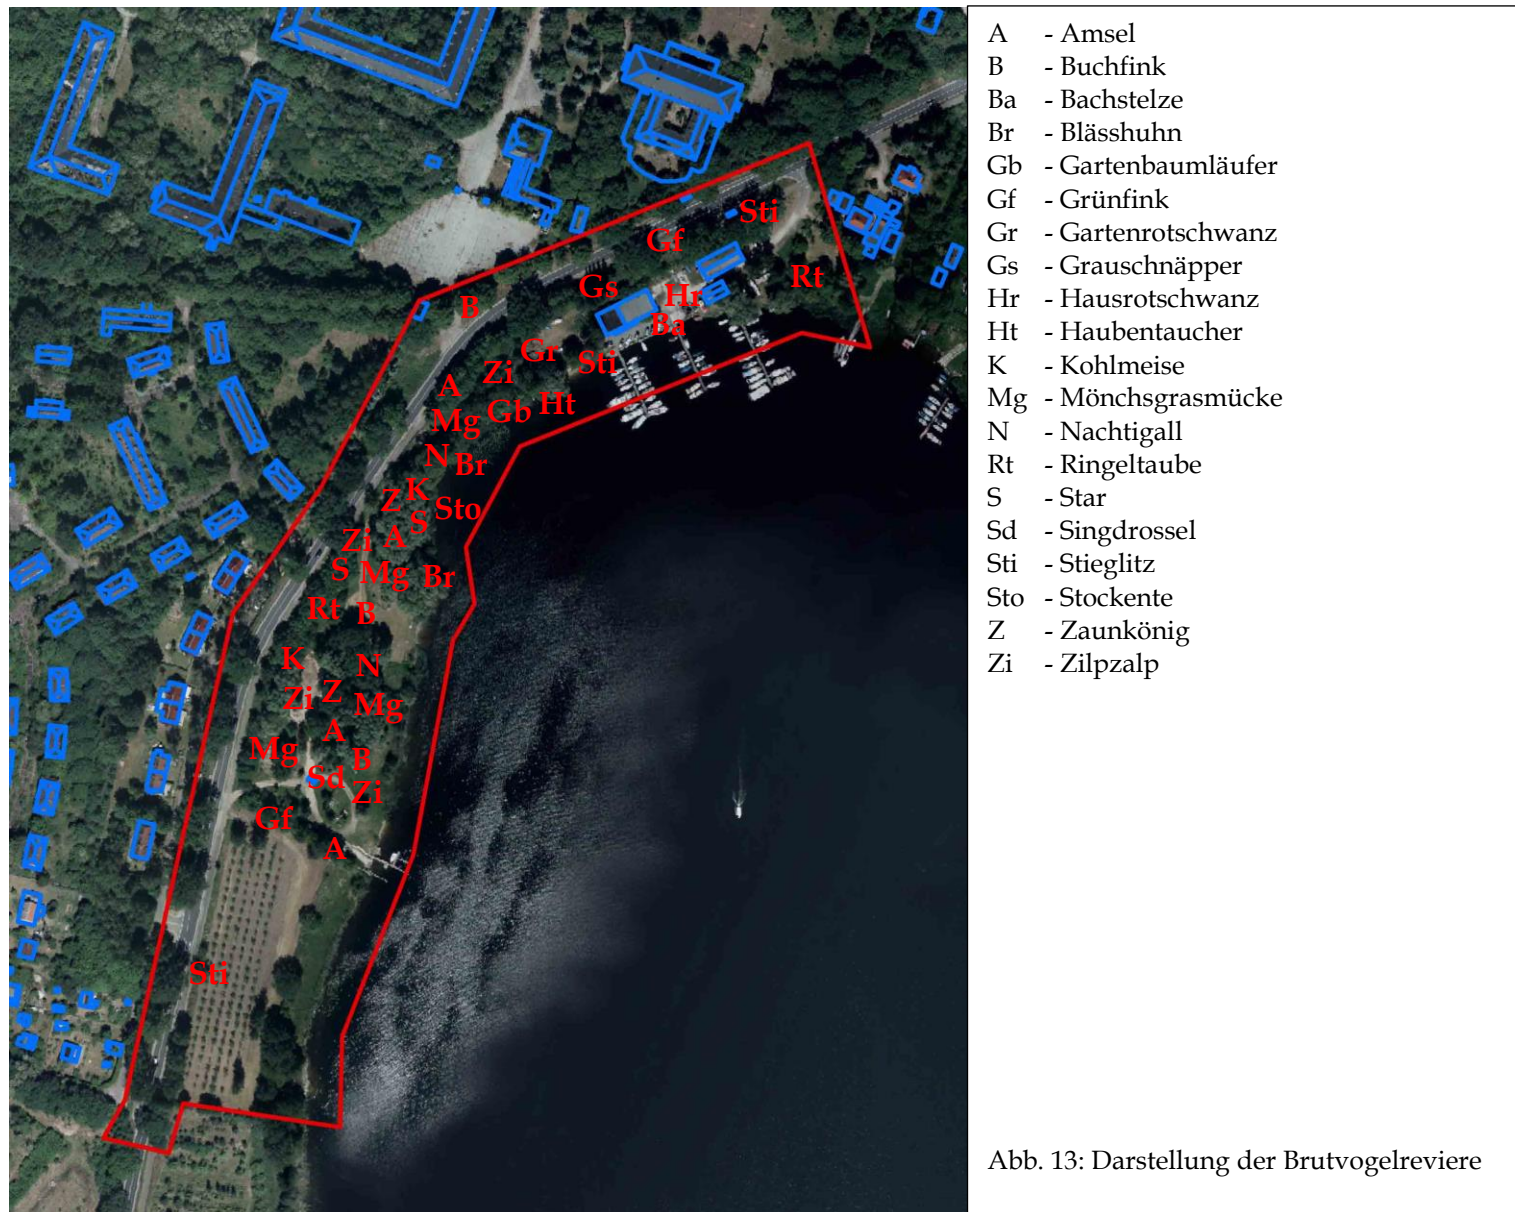 A - Amsel
B - Buchfink
Ba - Bachstelze
Br - Blässhuhn
Gb - Gartenbaumläufer
Gf - Grünfink
Gr - Gartenrotschwanz
Gs - Grauschnäpper
Hr - Hausrotschwanz
Ht - Haubentaucher
K - Kohlmeise
Mg - Mönchsgrasmücke
N - Nachtigall
Rt - Ringeltaube
S - Star
Sd - Singdrossel
Sti - Stieglitz
Sto - Stockente
Z - Zaunkönig
Zi - Zilpzalp
Abb. 13: Darstellung der Brutvogelreviere
Sti
Gf
Rt
Gs
Hr
B
Ba
Gr
Sti
Zi
A
Ht
Gb
Mg
N
Br
K
Z
Sto
S
A
Zi
S
Mg
Br
Rt
B
K
N
Z
Zi
Mg
A
Mg
B
Sd
Zi
Gf
A
Sti